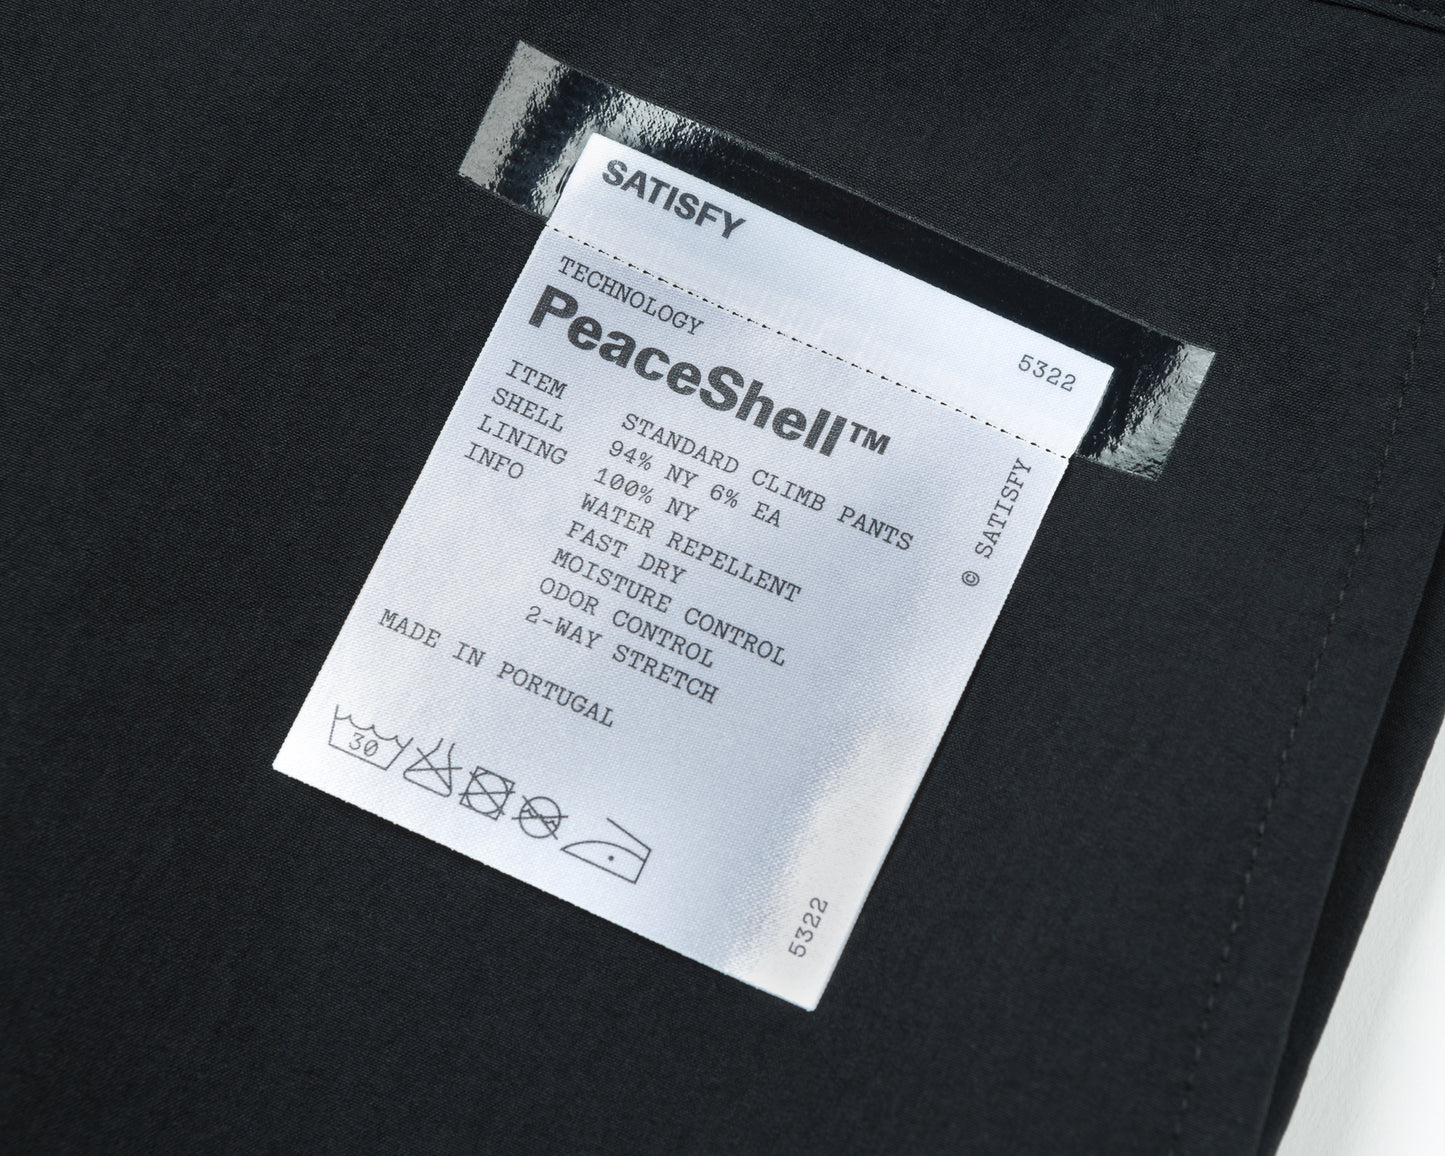 SATISFY
5322
TECHNOLOGY
PeaceShell™
ITEM STANDARD CLIMB PANTS
SHELL 94% NY 6% EA
LINING 100% NY
INFO WATER REPELLENT
FAST DRY
MOISTURE CONTROL
ODOR CONTROL
2-WAY STRETCH
MADE IN PORTUGAL
30
© SATISFY
5322